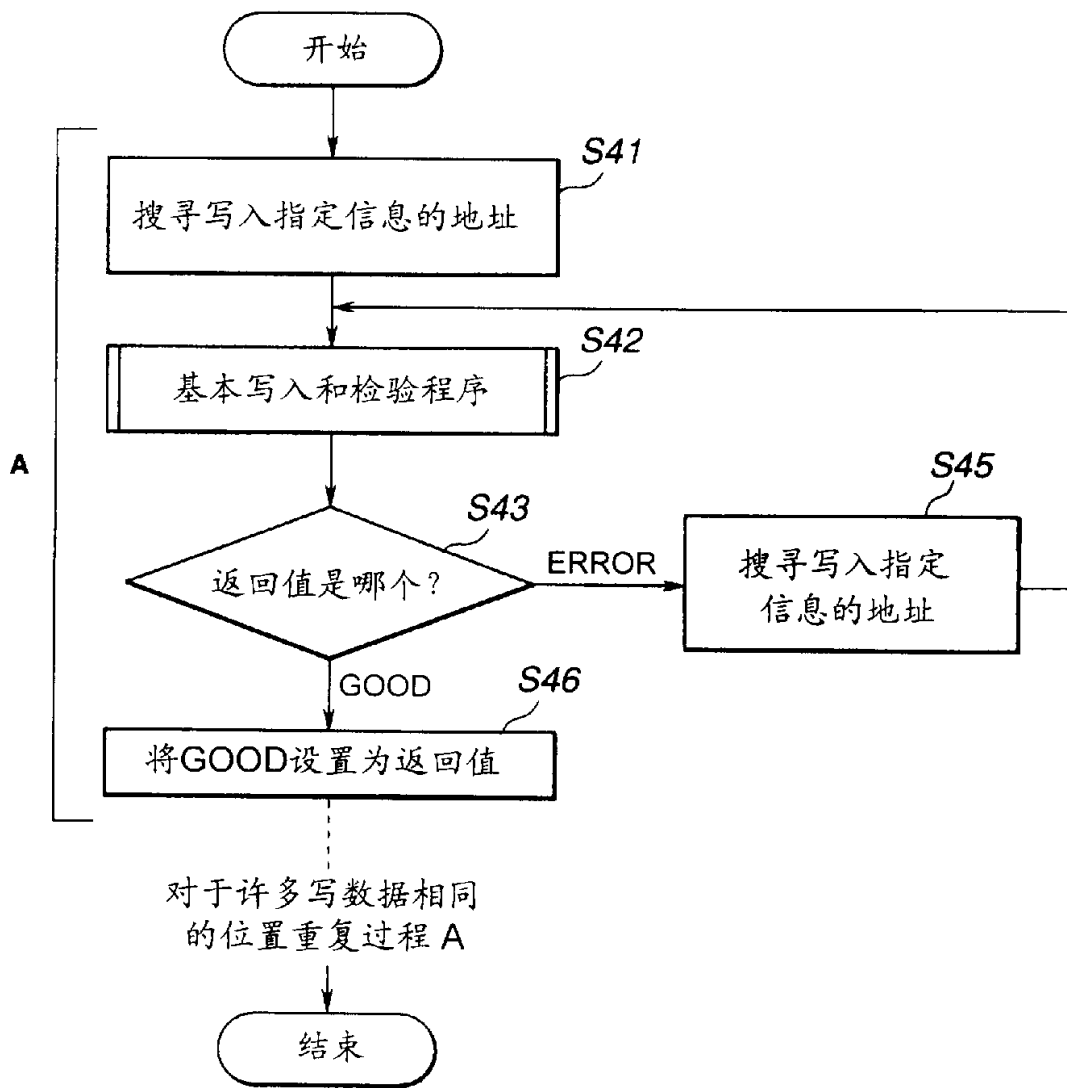 开始
S41
搜寻写入指定信息的地址
S42
基本写入和检验程序
A
S43
返回值是哪个?
ERROR
S45
搜寻写入指定
信息的地址
GOOD
S46
将GOOD设置为返回值
对于许多写数据相同
的位置重复过程 A
结束